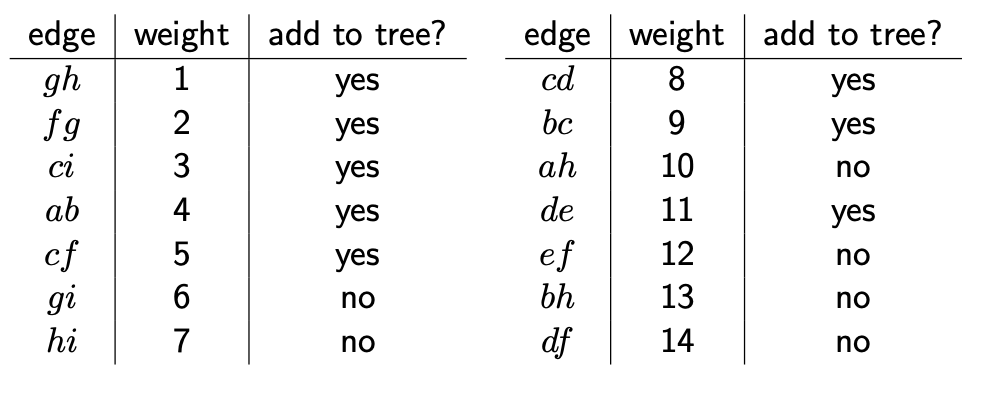 edge weight add to tree?
gh 1 yes
fg 2 yes
ci 3 yes
ab 4 yes
cf 5 yes
gi 6 no
hi 7 no
edge weight add to tree?
cd 8 yes
bc 9 yes
ah 10 no
de 11 yes
ef 12 no
bh 13 no
df 14 no